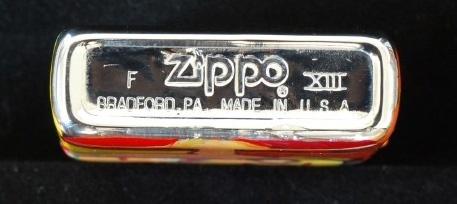 F Zippo® XIII
BRADFORD, PA. MADE IN U.S.A.